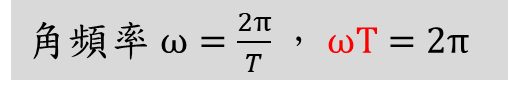 角頻率 ω = 2π/T ， ωT = 2π